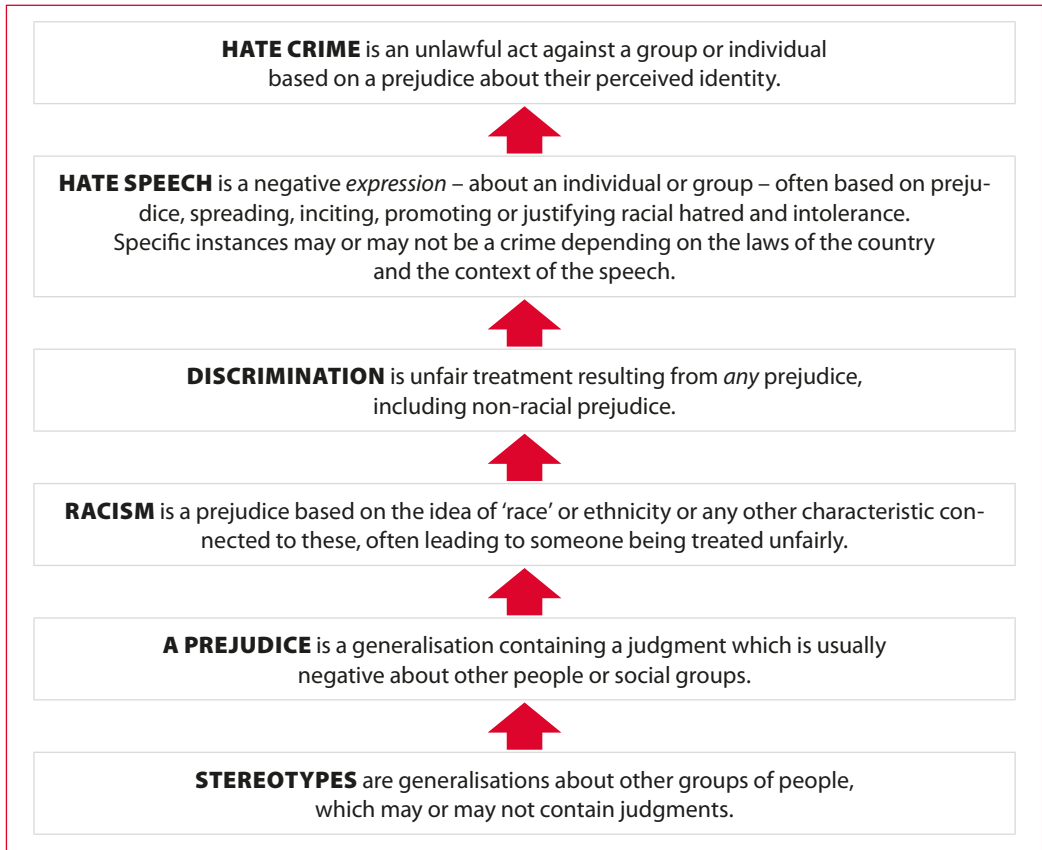 HATE CRIME is an unlawful act against a group or individual
based on a prejudice about their perceived identity.
HATE SPEECH is a negative expression – about an individual or group – often based on preju-
dice, spreading, inciting, promoting or justifying racial hatred and intolerance.
Specific instances may or may not be a crime depending on the laws of the country
and the context of the speech.
DISCRIMINATION is unfair treatment resulting from any prejudice,
including non-racial prejudice.
RACISM is a prejudice based on the idea of ‘race’ or ethnicity or any other characteristic con-
nected to these, often leading to someone being treated unfairly.
A PREJUDICE is a generalisation containing a judgment which is usually
negative about other people or social groups.
STEREOTYPES are generalisations about other groups of people,
which may or may not contain judgments.